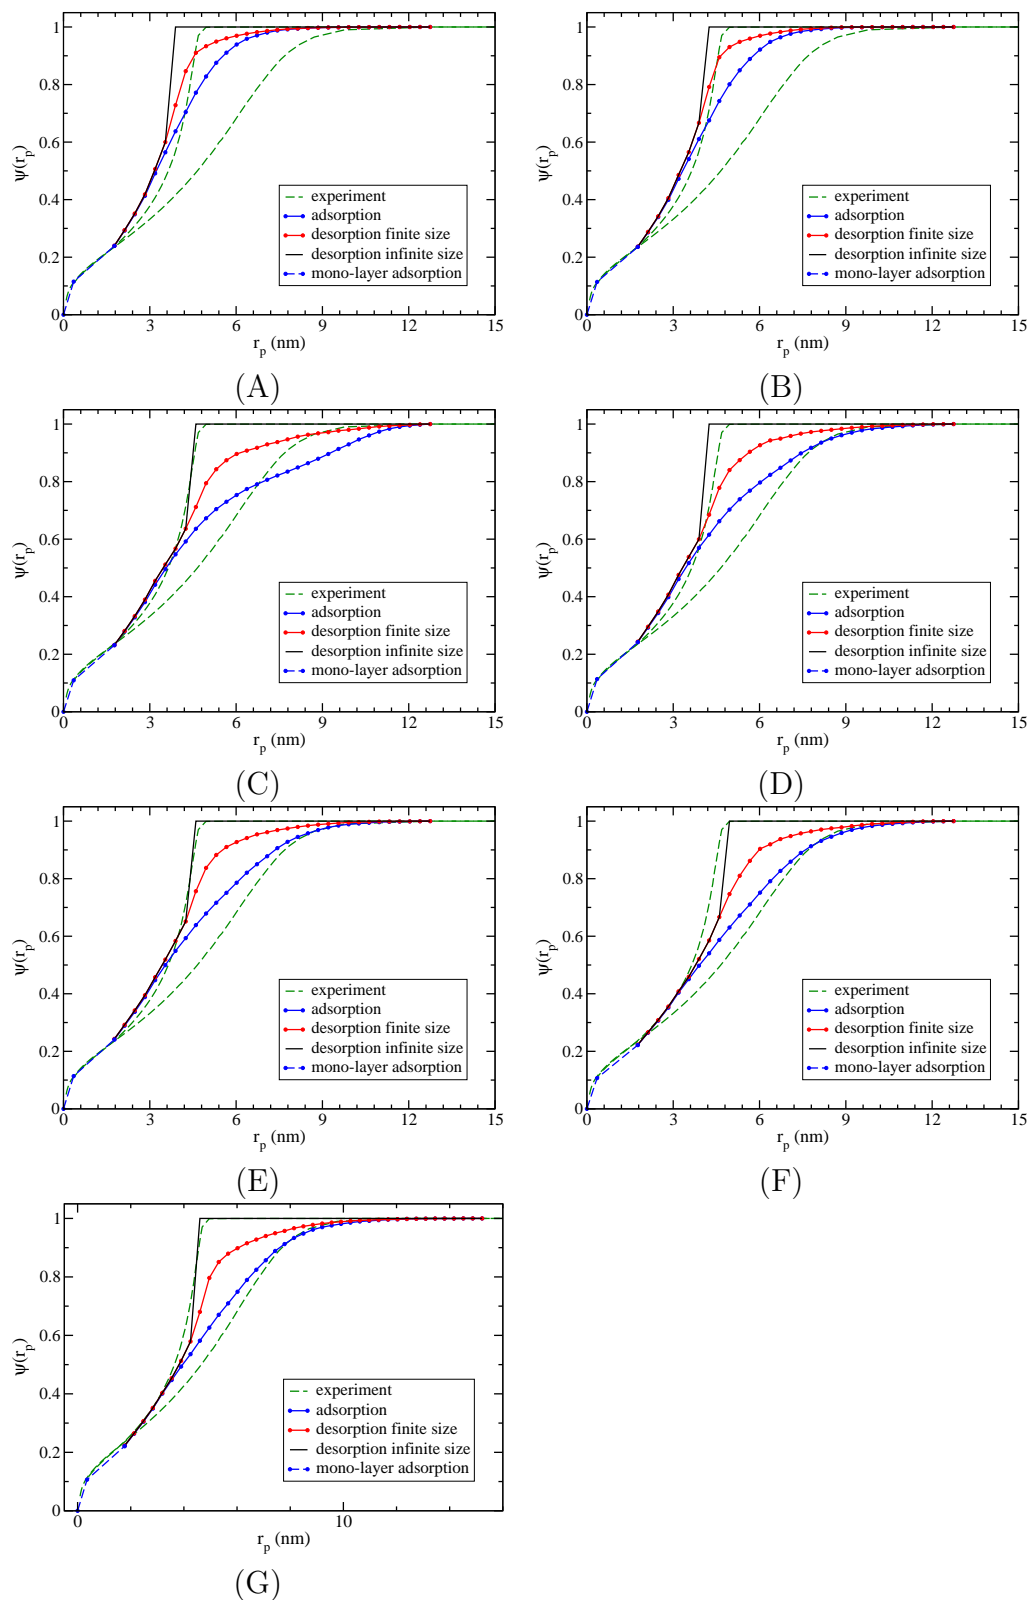 1
0.8
0.6
0.4
0.2
0
ψ(r_p)
experiment
adsorption
desorption finite size
desorption infinite size
mono-layer adsorption
0 3 6 9 12 15
r_p (nm)
(A)
1
0.8
0.6
0.4
0.2
0
ψ(r_p)
experiment
adsorption
desorption finite size
desorption infinite size
mono-layer adsorption
0 3 6 9 12 15
r_p (nm)
(B)
1
0.8
0.6
0.4
0.2
0
ψ(r_p)
experiment
adsorption
desorption finite size
desorption infinite size
mono-layer adsorption
0 3 6 9 12 15
r_p (nm)
(C)
1
0.8
0.6
0.4
0.2
0
ψ(r_p)
experiment
adsorption
desorption finite size
desorption infinite size
mono-layer adsorption
0 3 6 9 12 15
r_p (nm)
(D)
1
0.8
0.6
0.4
0.2
0
ψ(r_p)
experiment
adsorption
desorption finite size
desorption infinite size
mono-layer adsorption
0 3 6 9 12 15
r_p (nm)
(E)
1
0.8
0.6
0.4
0.2
0
ψ(r_p)
experiment
adsorption
desorption finite size
desorption infinite size
mono-layer adsorption
0 3 6 9 12 15
r_p (nm)
(F)
1
0.8
0.6
0.4
0.2
0
ψ(r_p)
experiment
adsorption
desorption finite size
desorption infinite size
mono-layer adsorption
0 10
r_p (nm)
(G)